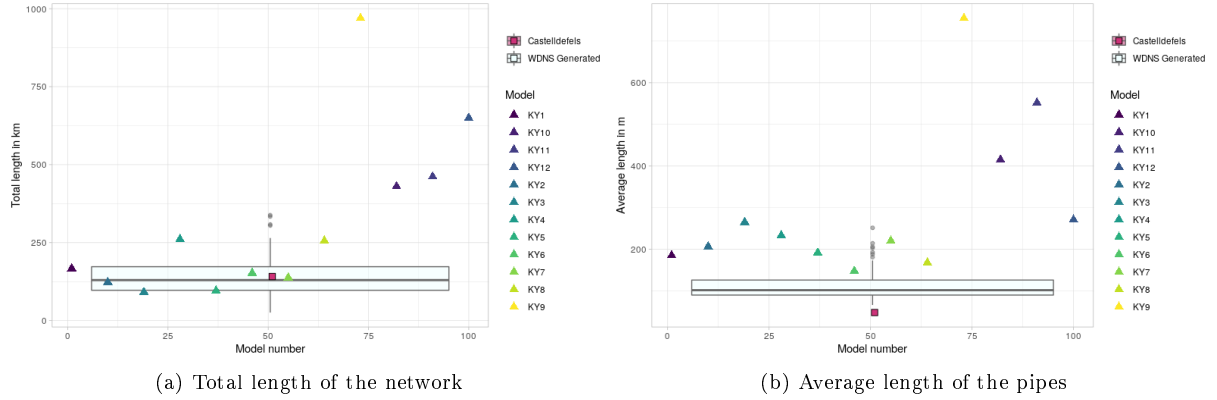 Total length in km
1000
750
500
250
0
0 25 50 75 100
Model number
Castelldefels
WDNS Generated
Model
KY1
KY10
KY11
KY12
KY2
KY3
KY4
KY5
KY6
KY7
KY8
KY9
(a) Total length of the network
Average length in m
600
400
200
0 25 50 75 100
Model number
Castelldefels
WDNS Generated
Model
KY1
KY10
KY11
KY12
KY2
KY3
KY4
KY5
KY6
KY7
KY8
KY9
(b) Average length of the pipes